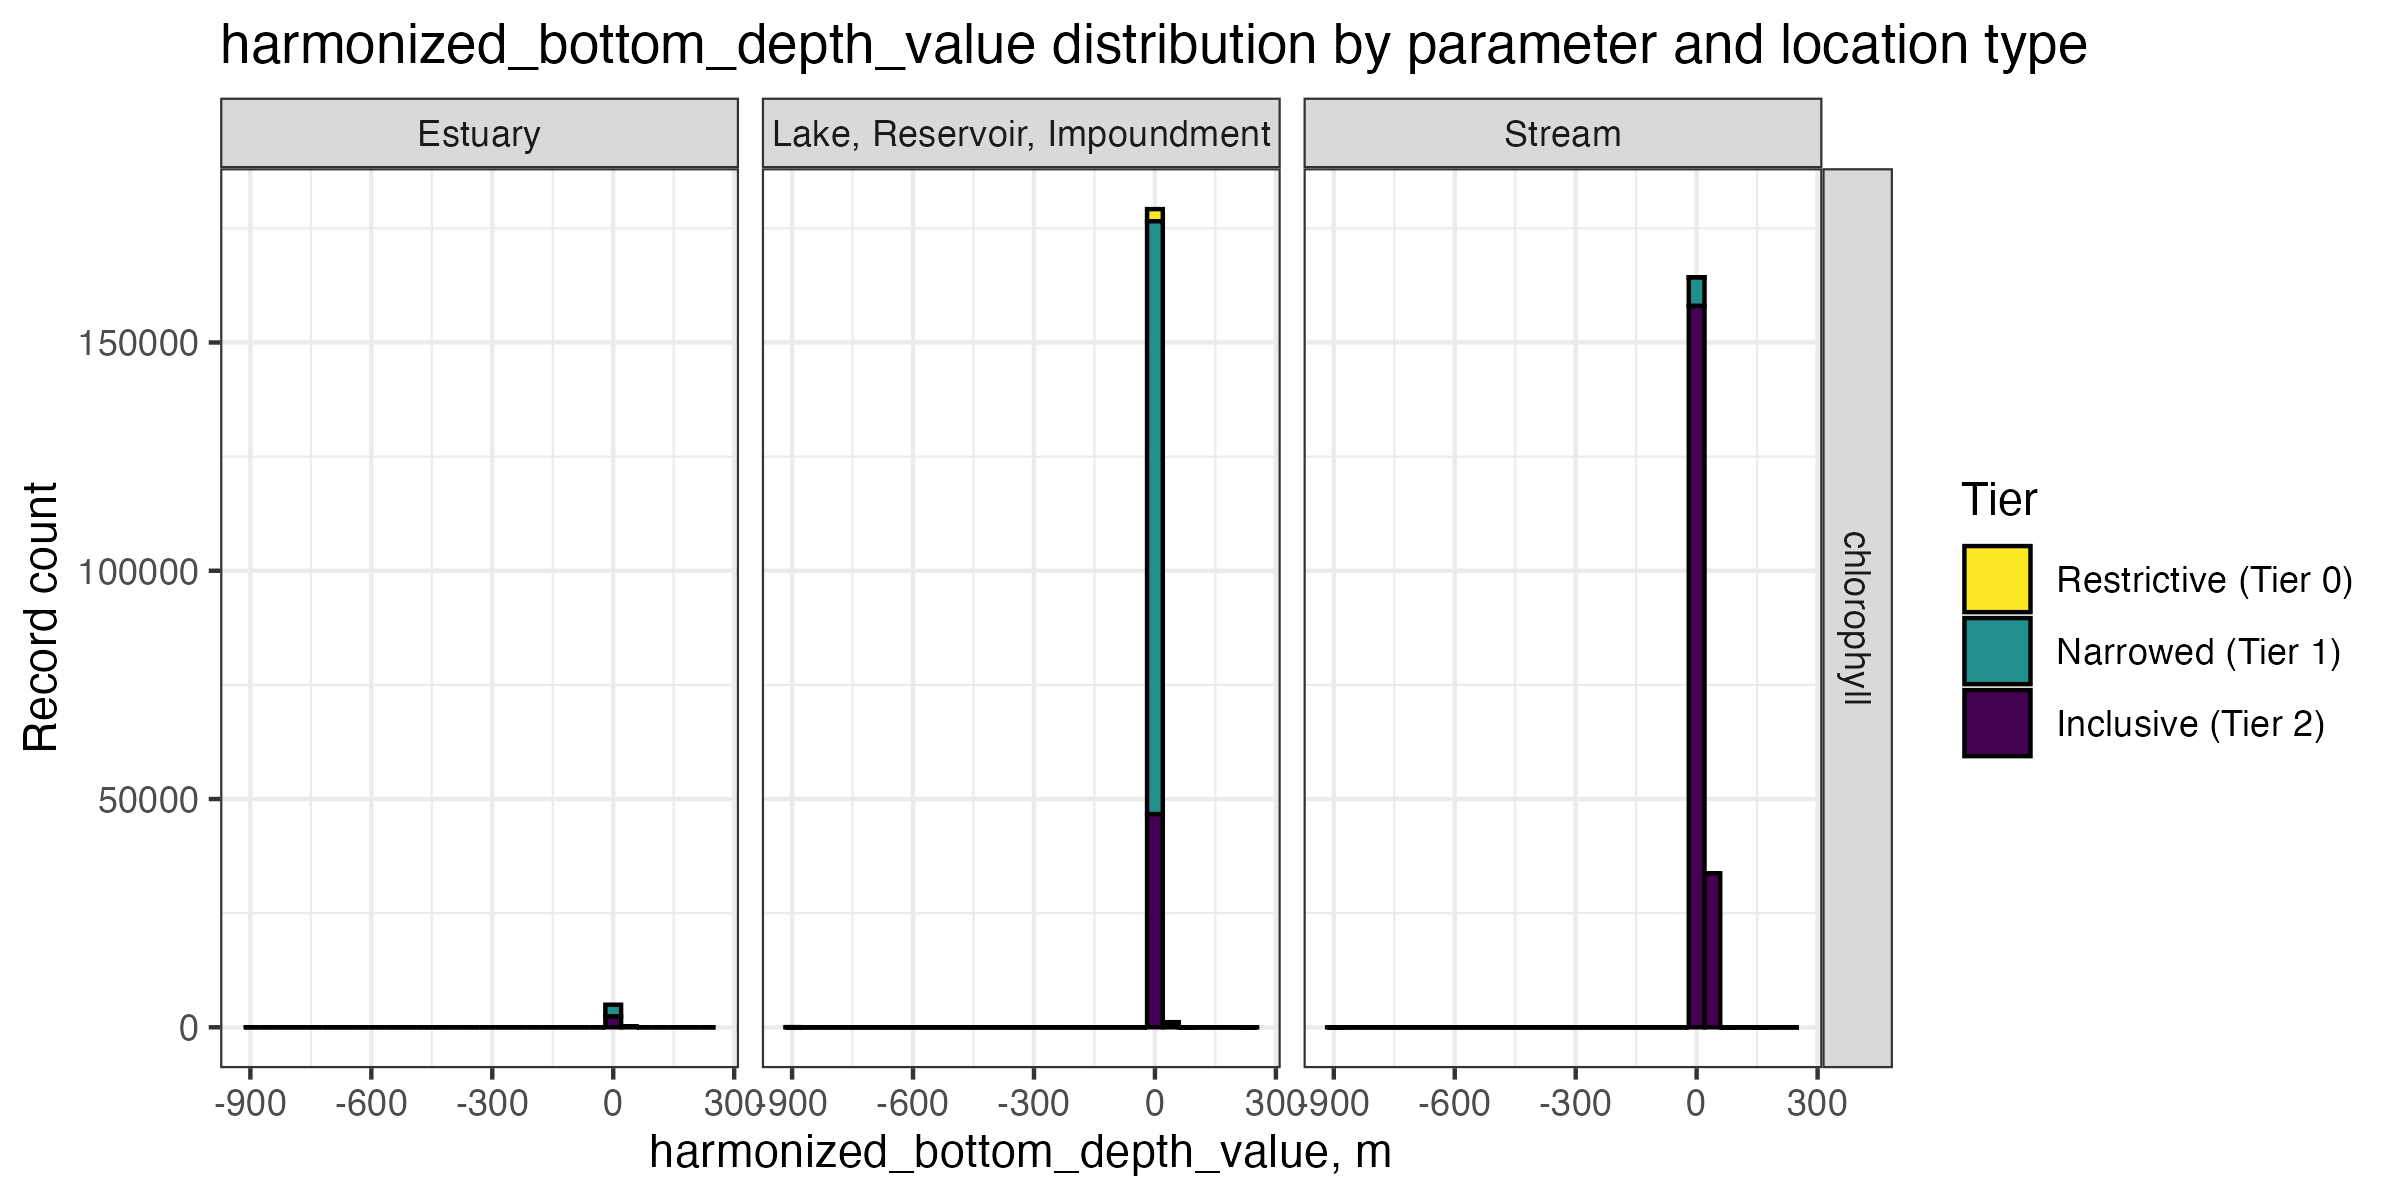 harmonized_bottom_depth_value distribution by parameter and location type
Estuary
Lake, Reservoir, Impoundment
Stream
chlorophyll
Record count
150000
100000
50000
0
-900 -600 -300 0 300
-900 -600 -300 0 300
-900 -600 -300 0 300
harmonized_bottom_depth_value, m
Tier
Restrictive (Tier 0)
Narrowed (Tier 1)
Inclusive (Tier 2)